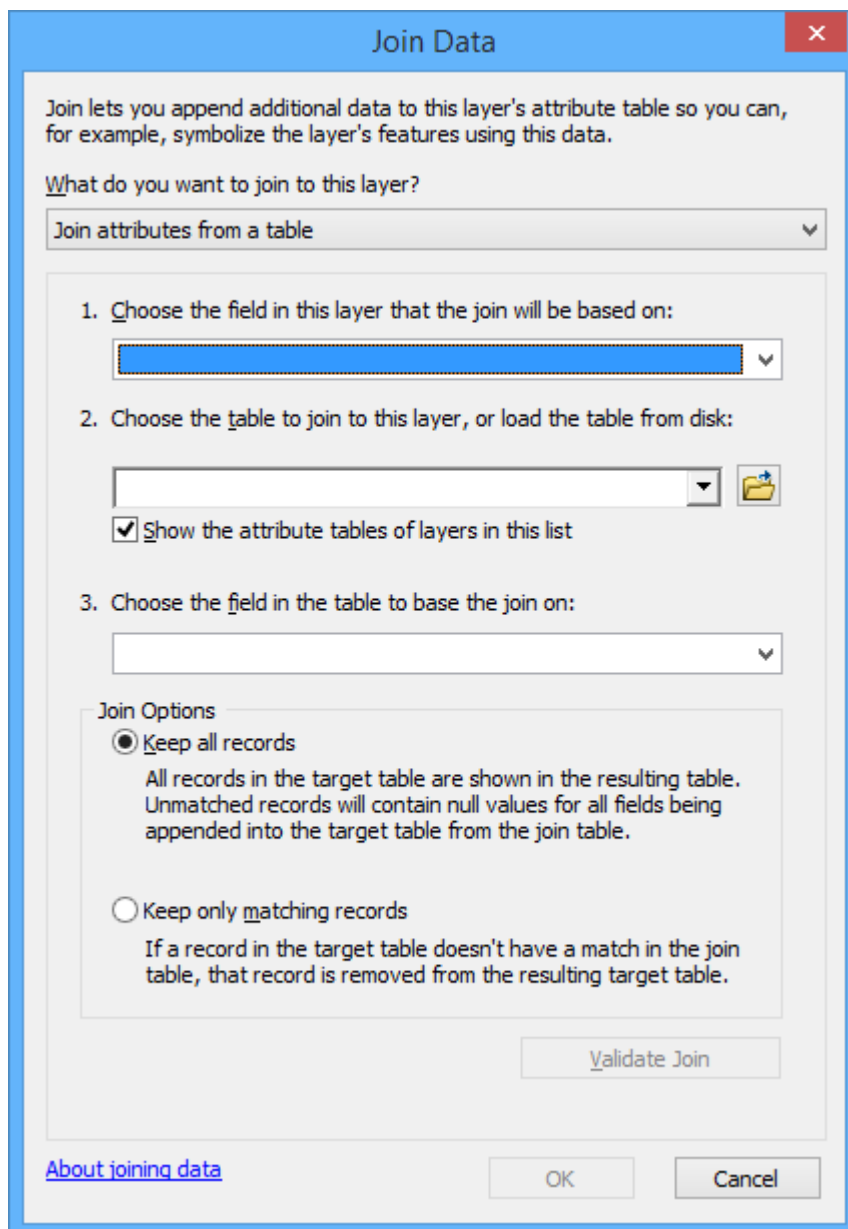 Join Data
Join lets you append additional data to this layer's attribute table so you can,
for example, symbolize the layer's features using this data.
What do you want to join to this layer?
Join attributes from a table
1. Choose the field in this layer that the join will be based on:
2. Choose the table to join to this layer, or load the table from disk:
Show the attribute tables of layers in this list
3. Choose the field in the table to base the join on:
Join Options
Keep all records
All records in the target table are shown in the resulting table.
Unmatched records will contain null values for all fields being
appended into the target table from the join table.
Keep only matching records
If a record in the target table doesn't have a match in the join
table, that record is removed from the resulting target table.
Validate Join
About joining data
OK
Cancel